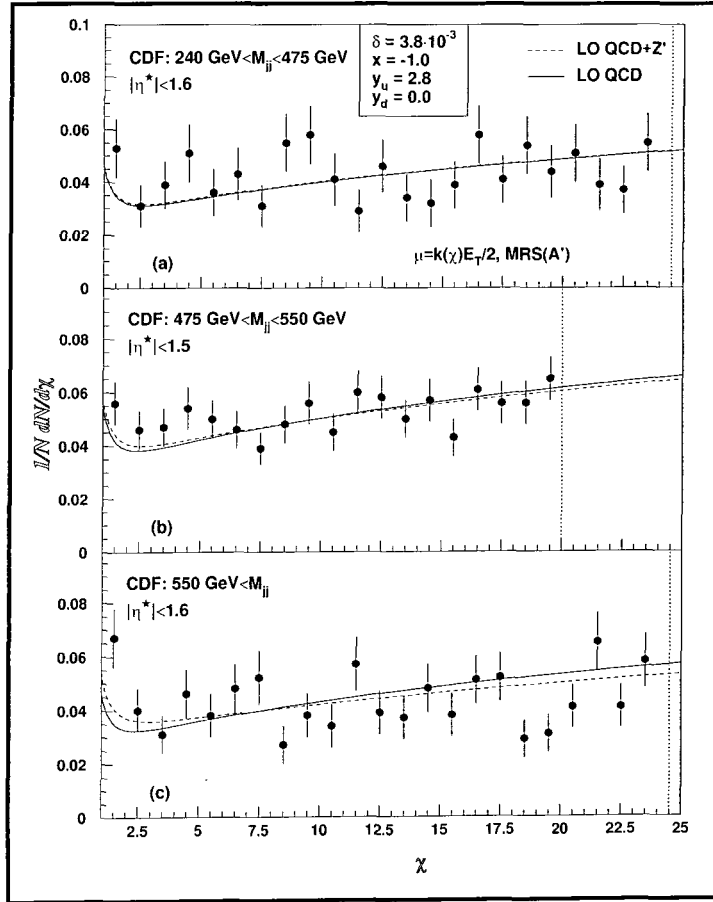 0.1
CDF: 240 GeV<M_jj<475 GeV
|η*|<1.6
δ = 3.8·10^-3
x = -1.0
y_u = 2.8
y_d = 0.0
LO QCD+Z'
LO QCD
0.08
0.06
0.04
0.02
0
(a)
μ=k(χ)E_T/2, MRS(A')
CDF: 475 GeV<M_jj<550 GeV
|η*|<1.5
0.08
0.06
0.04
0.02
0
(b)
1/N dN/dχ
CDF: 550 GeV<M_jj
|η*|<1.6
0.08
0.06
0.04
0.02
0
(c)
2.5 5 7.5 10 12.5 15 17.5 20 22.5 25
χ